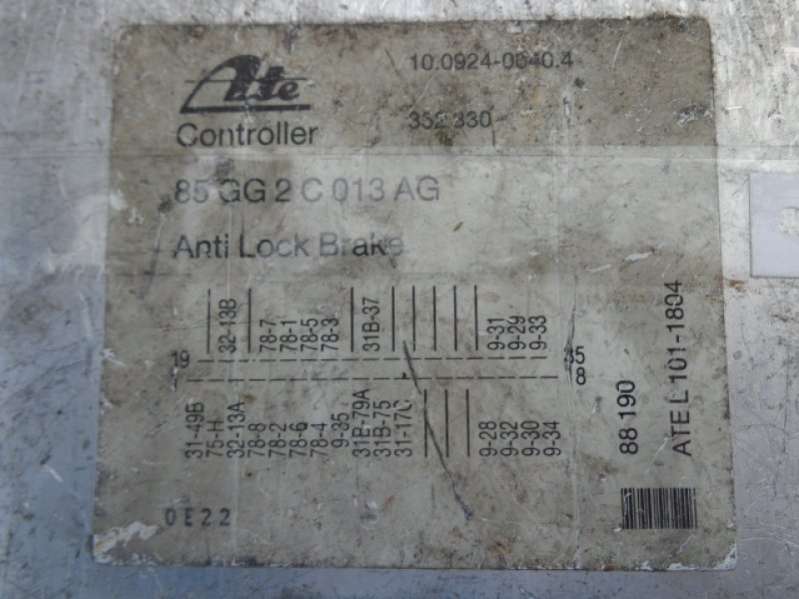 Ate
10.0924-0540.4
Controller
352 330
85 GG 2 C 013 AG
Anti Lock Brake
32-13B
78-7
78-1
78-5
78-3
31B-37
9-31
9-29
9-33
19
35
8
31-49B
75-H
32-13A
78-8
78-2
78-6
78-4
9-35
31B-79A
31B-75
31-17C
9-28
9-32
9-30
9-34
88 190
ATE L 101-1804
0E22